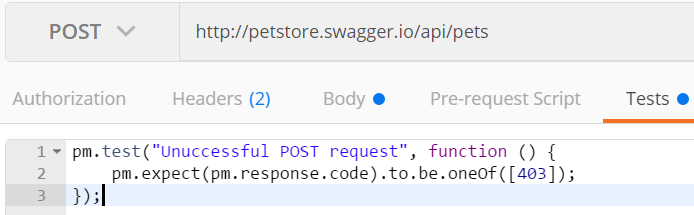 POST http://petstore.swagger.io/api/pets
Authorization Headers (2) Body Pre-request Script Tests
1 pm.test("Unuccessful POST request", function () {
2 pm.expect(pm.response.code).to.be.oneOf([403]);
3 });